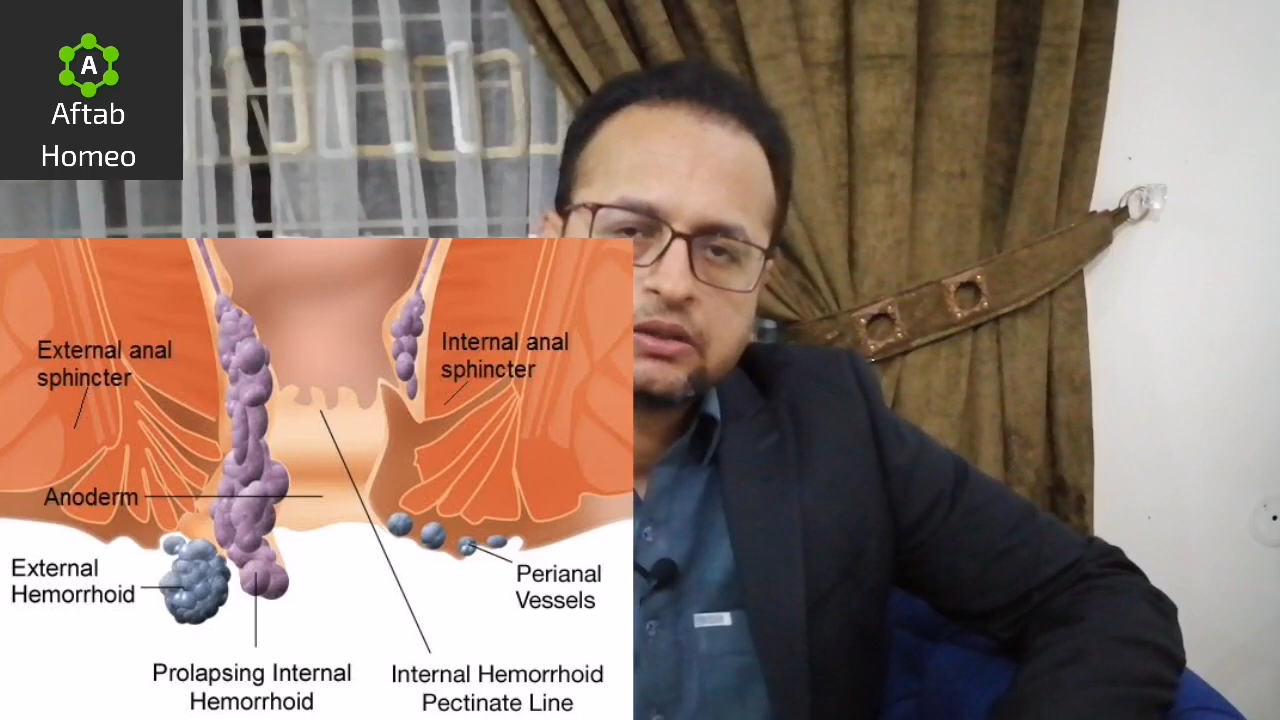 A
Aftab
Homeo
External anal
sphincter
Internal anal
sphincter
Anoderm
External
Hemorrhoid
Perianal
Vessels
Prolapsing Internal
Hemorrhoid
Internal Hemorrhoid
Pectinate Line